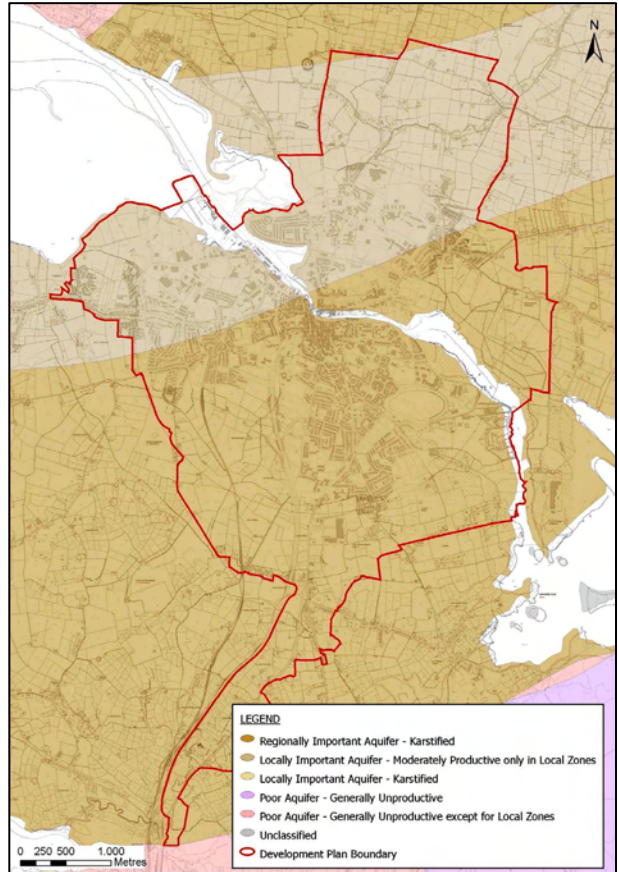 N
LEGEND
Regionally Important Aquifer - Karstified
Locally Important Aquifer - Moderately Productive only in Local Zones
Locally Important Aquifer - Karstified
Poor Aquifer - Generally Unproductive
Poor Aquifer - Generally Unproductive except for Local Zones
Unclassified
Development Plan Boundary
0 250 500 1.000
Metres